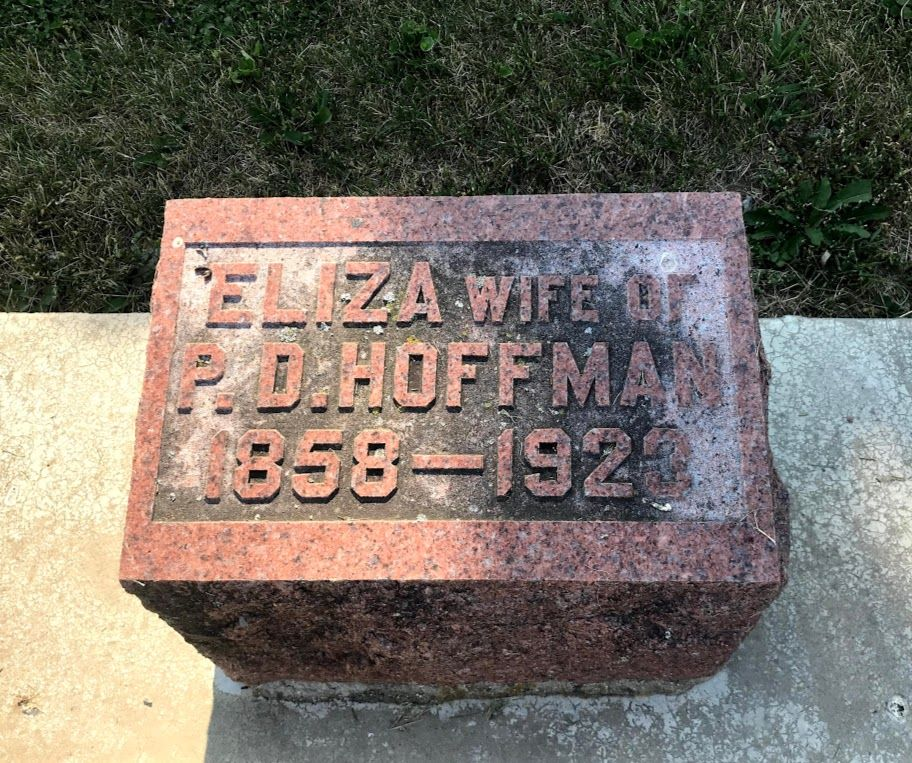 ELIZA WIFE OF
P. D. HOFFMAN
1858—1923